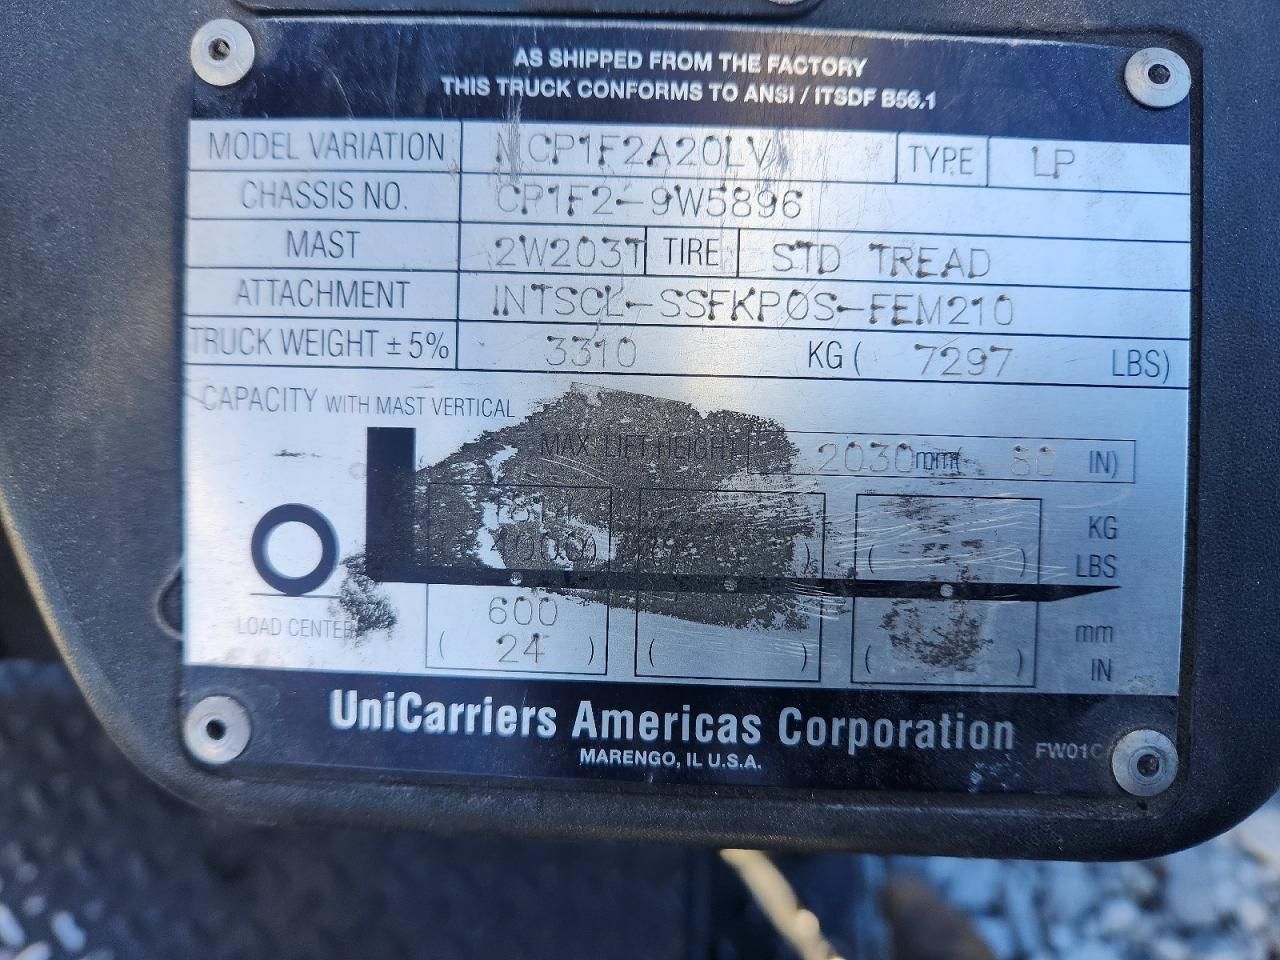 AS SHIPPED FROM THE FACTORY
THIS TRUCK CONFORMS TO ANSI / ITSDF B56.1
MODEL VARIATION NCP1F2A20LV TYPE LP
CHASSIS NO. CP1F2-9W5896
MAST 2W203T TIRE STD TREAD
ATTACHMENT INTSCL-SSFKPOS-FEM210
TRUCK WEIGHT ± 5% 3310 KG ( 7297 LBS)
CAPACITY WITH MAST VERTICAL
MAX. LIFT HEIGHT 2030 mm ( 80 IN)
KG
( ) ( ) ( ) LBS
LOAD CENTER 600 mm
( 24 ) ( ) ( ) IN
UniCarriers Americas Corporation
MARENGO, IL U.S.A. FW01C